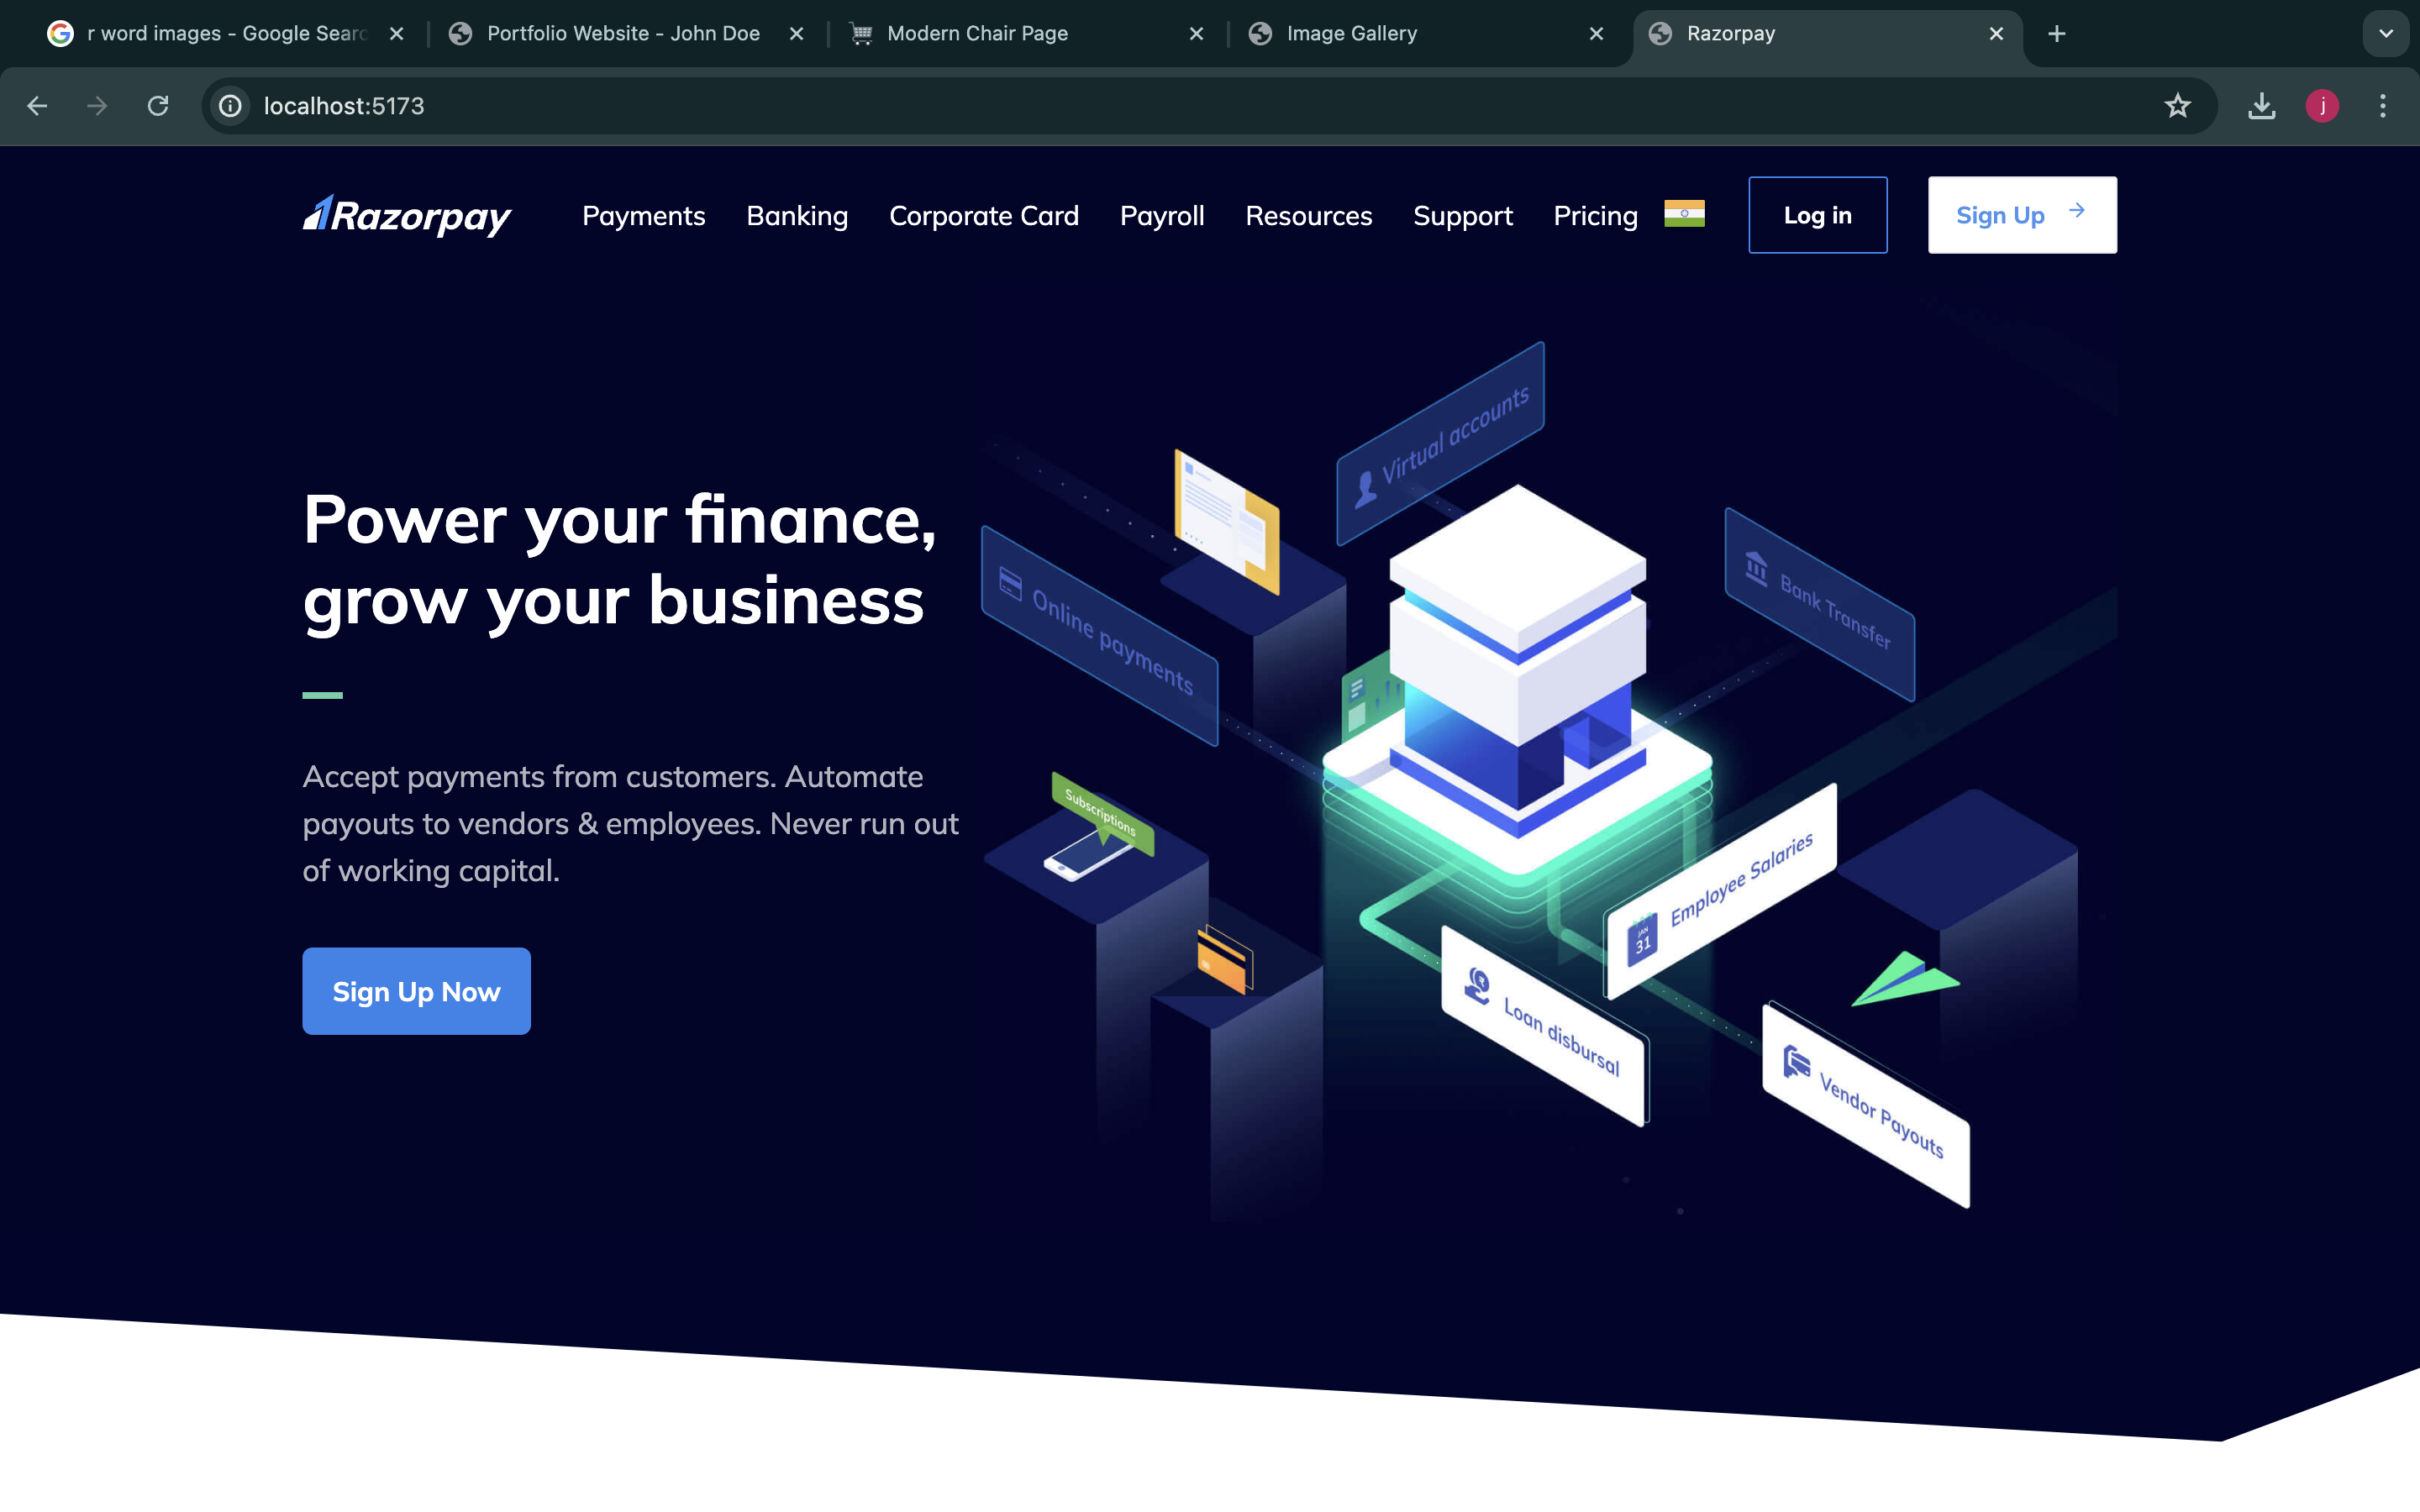 r word images - Google Searc
Portfolio Website - John Doe
Modern Chair Page
Image Gallery
Razorpay
localhost:5173
j
Razorpay
Payments
Banking
Corporate Card
Payroll
Resources
Support
Pricing
Log in
Sign Up
Power your finance,
grow your business
Accept payments from customers. Automate
payouts to vendors & employees. Never run out
of working capital.
Sign Up Now
Virtual accounts
Online payments
Bank Transfer
Subscriptions
Employee Salaries
JAN
31
Loan disbursal
Vendor Payouts